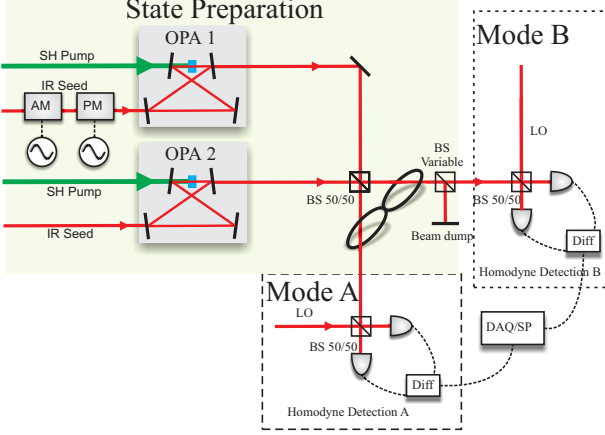 State Preparation
OPA 1
SH Pump
IR Seed
AM
PM
OPA 2
SH Pump
IR Seed
BS 50/50
BS
Variable
Beam dump
Mode B
LO
BS 50/50
Diff
Homodyne Detection B
Mode A
LO
BS 50/50
Diff
Homodyne Detection A
DAQ/SP